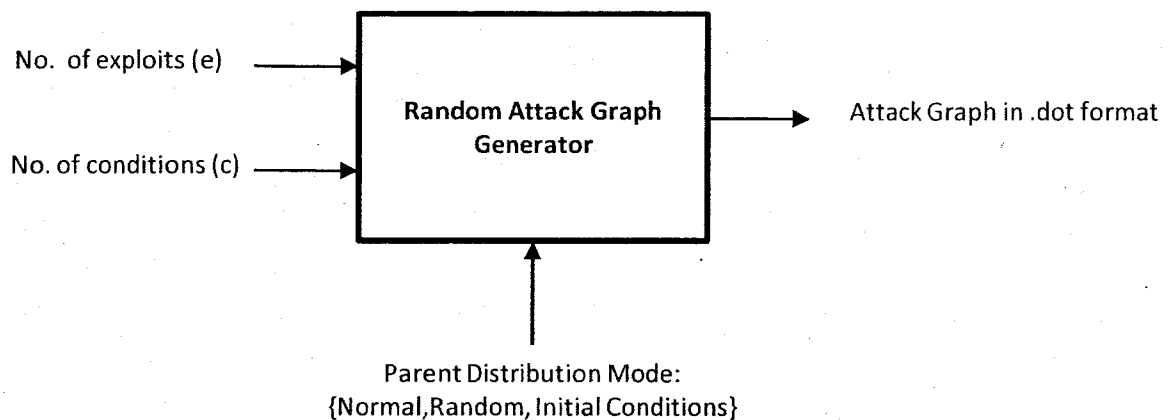 No. of exploits (e)
No. of conditions (c)
Random Attack Graph
Generator
Attack Graph in .dot format
Parent Distribution Mode:
{Normal,Random, Initial Conditions}